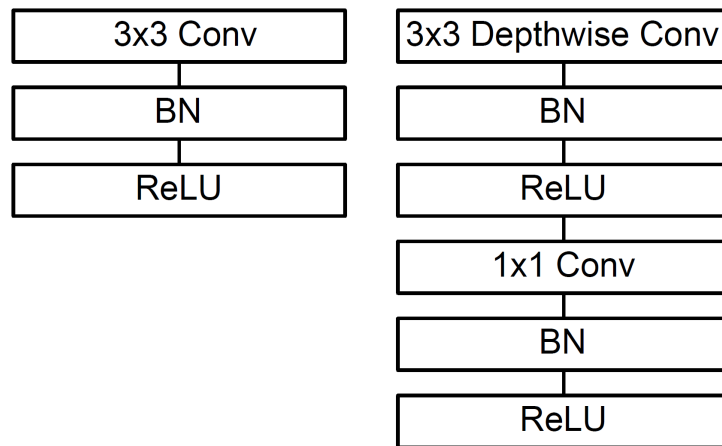 3x3 Conv
BN
ReLU
3x3 Depthwise Conv
BN
ReLU
1x1 Conv
BN
ReLU